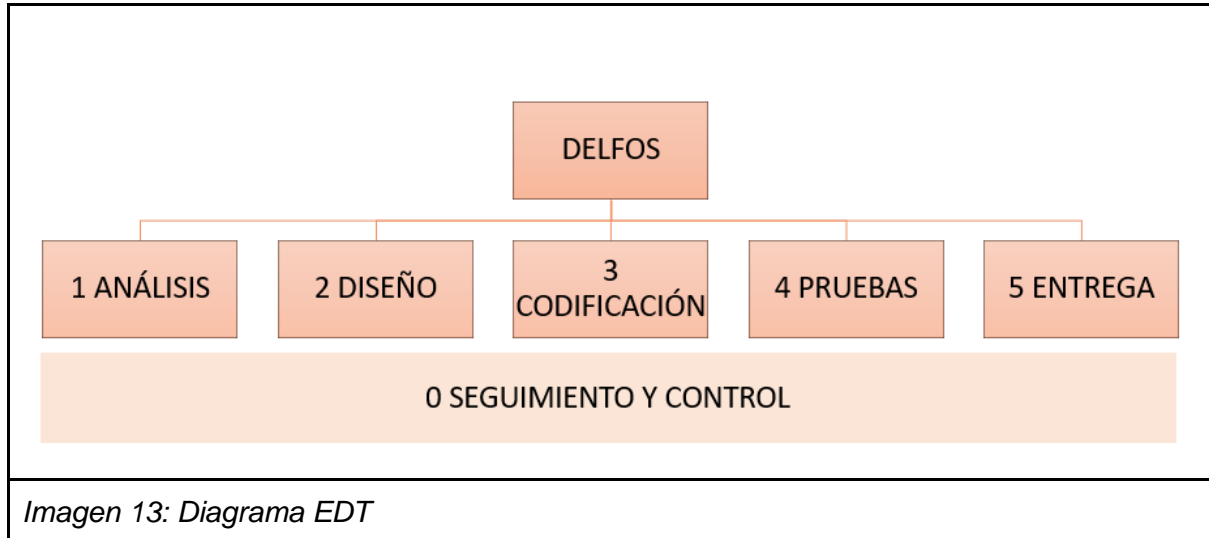 DELFOS
1 ANÁLISIS
2 DISEÑO
3
CODIFICACIÓN
4 PRUEBAS
5 ENTREGA
0 SEGUIMIENTO Y CONTROL
Imagen 13: Diagrama EDT